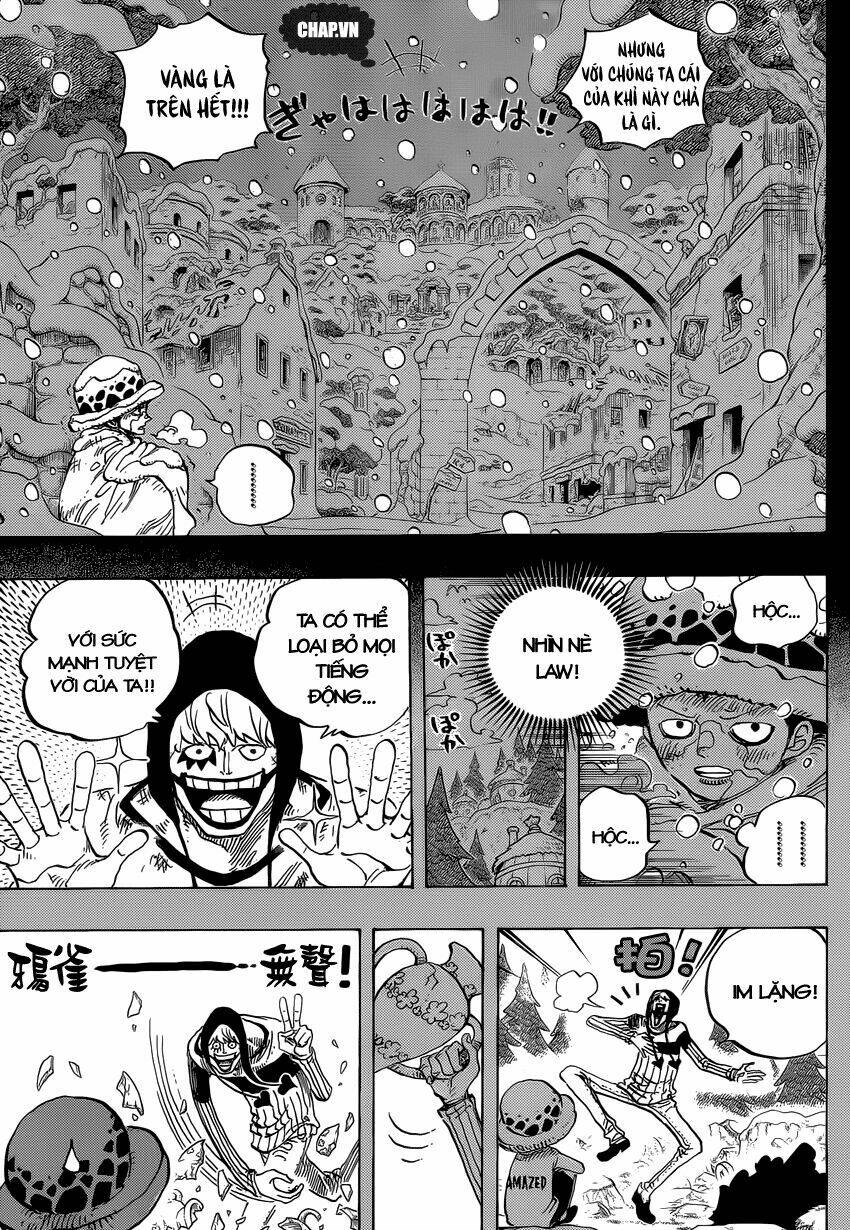 CHAP.VN
NHƯNG
VỚI CHÚNG TA CÁI
CỦA KHỈ NÀY CHẢ
LÀ GÌ.
VÀNG LÀ
TRÊN HẾT!!!
ぎゃはははははは!!
HỘC...
NHÌN NÈ
LAW!
ぽか
ぽか
HỘC...
TA CÓ THỂ
LOẠI BỎ MỌI
TIẾNG
ĐỘNG...
VỚI SỨC
MẠNH TUYỆT
VỜI CỦA TA!!
IM LẶNG!
拍!
AMAZED
鴉雀——無聲!